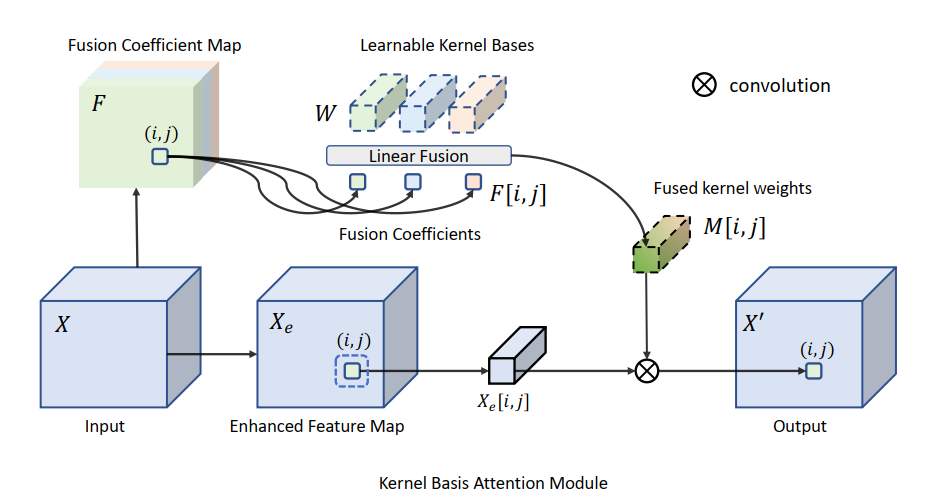 Fusion Coefficient Map
Learnable Kernel Bases
F
W
⊗ convolution
(i, j)
Linear Fusion
F[i, j]
Fused kernel weights
M[i, j]
Fusion Coefficients
X
X_e
X′
(i, j)
(i, j)
X_e[i, j]
Input
Enhanced Feature Map
Output
Kernel Basis Attention Module